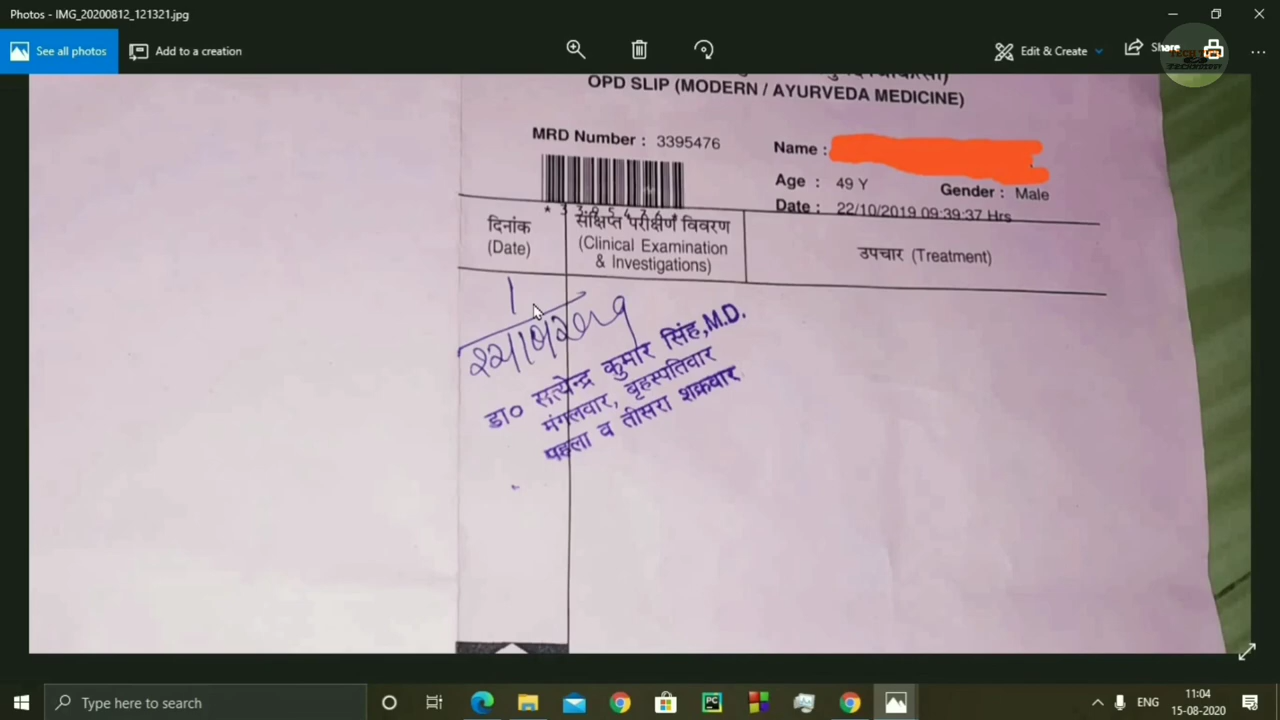 Photos - IMG_20200812_121321.jpg
See all photos
Add to a creation
Edit & Create
Share
TECHNOLOGY
OPD SLIP (MODERN / AYURVEDA MEDICINE)
MRD Number : 3395476
Name :
Age : 49 Y
Gender : Male
Date : 22/10/2019 09:39:37 Hrs
दिनांक
(Date)
संक्षिप्त परीक्षण विवरण
(Clinical Examination
& Investigations)
उपचार (Treatment)
डा० सत्येन्द्र कुमार सिंह, M.D.
मंगलवार, बृहस्पतिवार
पहला व तीसरा शक्रवार
Type here to search
ENG
11:04
15-08-2020